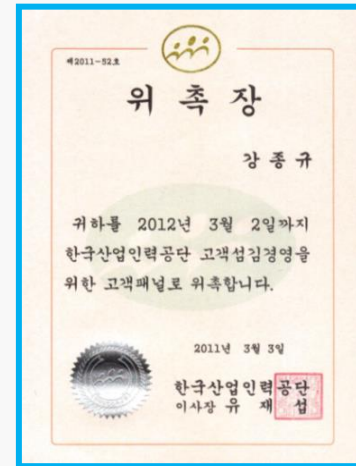 제2011-52호
위 촉 장
강 종 규
귀하를 2012년 3월 2일까지
한국산업인력공단 고객섬김경영을
위한 고객패널로 위촉합니다.
2011년 3월 3일
한국산업인력공단
이사장 유 재 섭